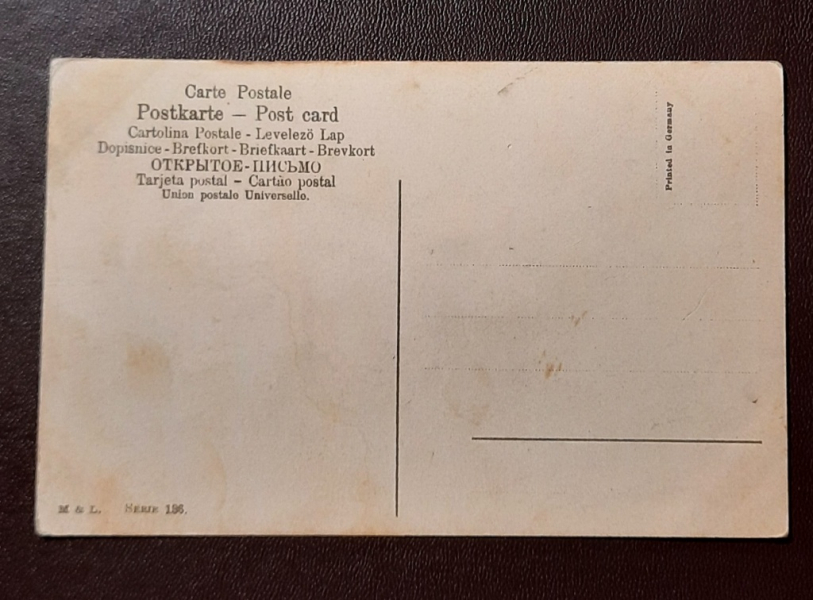 Carte Postale
Postkarte – Post card
Cartolina Postale - Levelezö Lap
Dopisnice - Brefkort - Briefkaart - Brevkort
ОТКРЫТОЕ-ПИСЬМО
Tarjeta postal – Cartão postal
Union postale Universelle.
Printed in Germany
M & L. Serie 186.